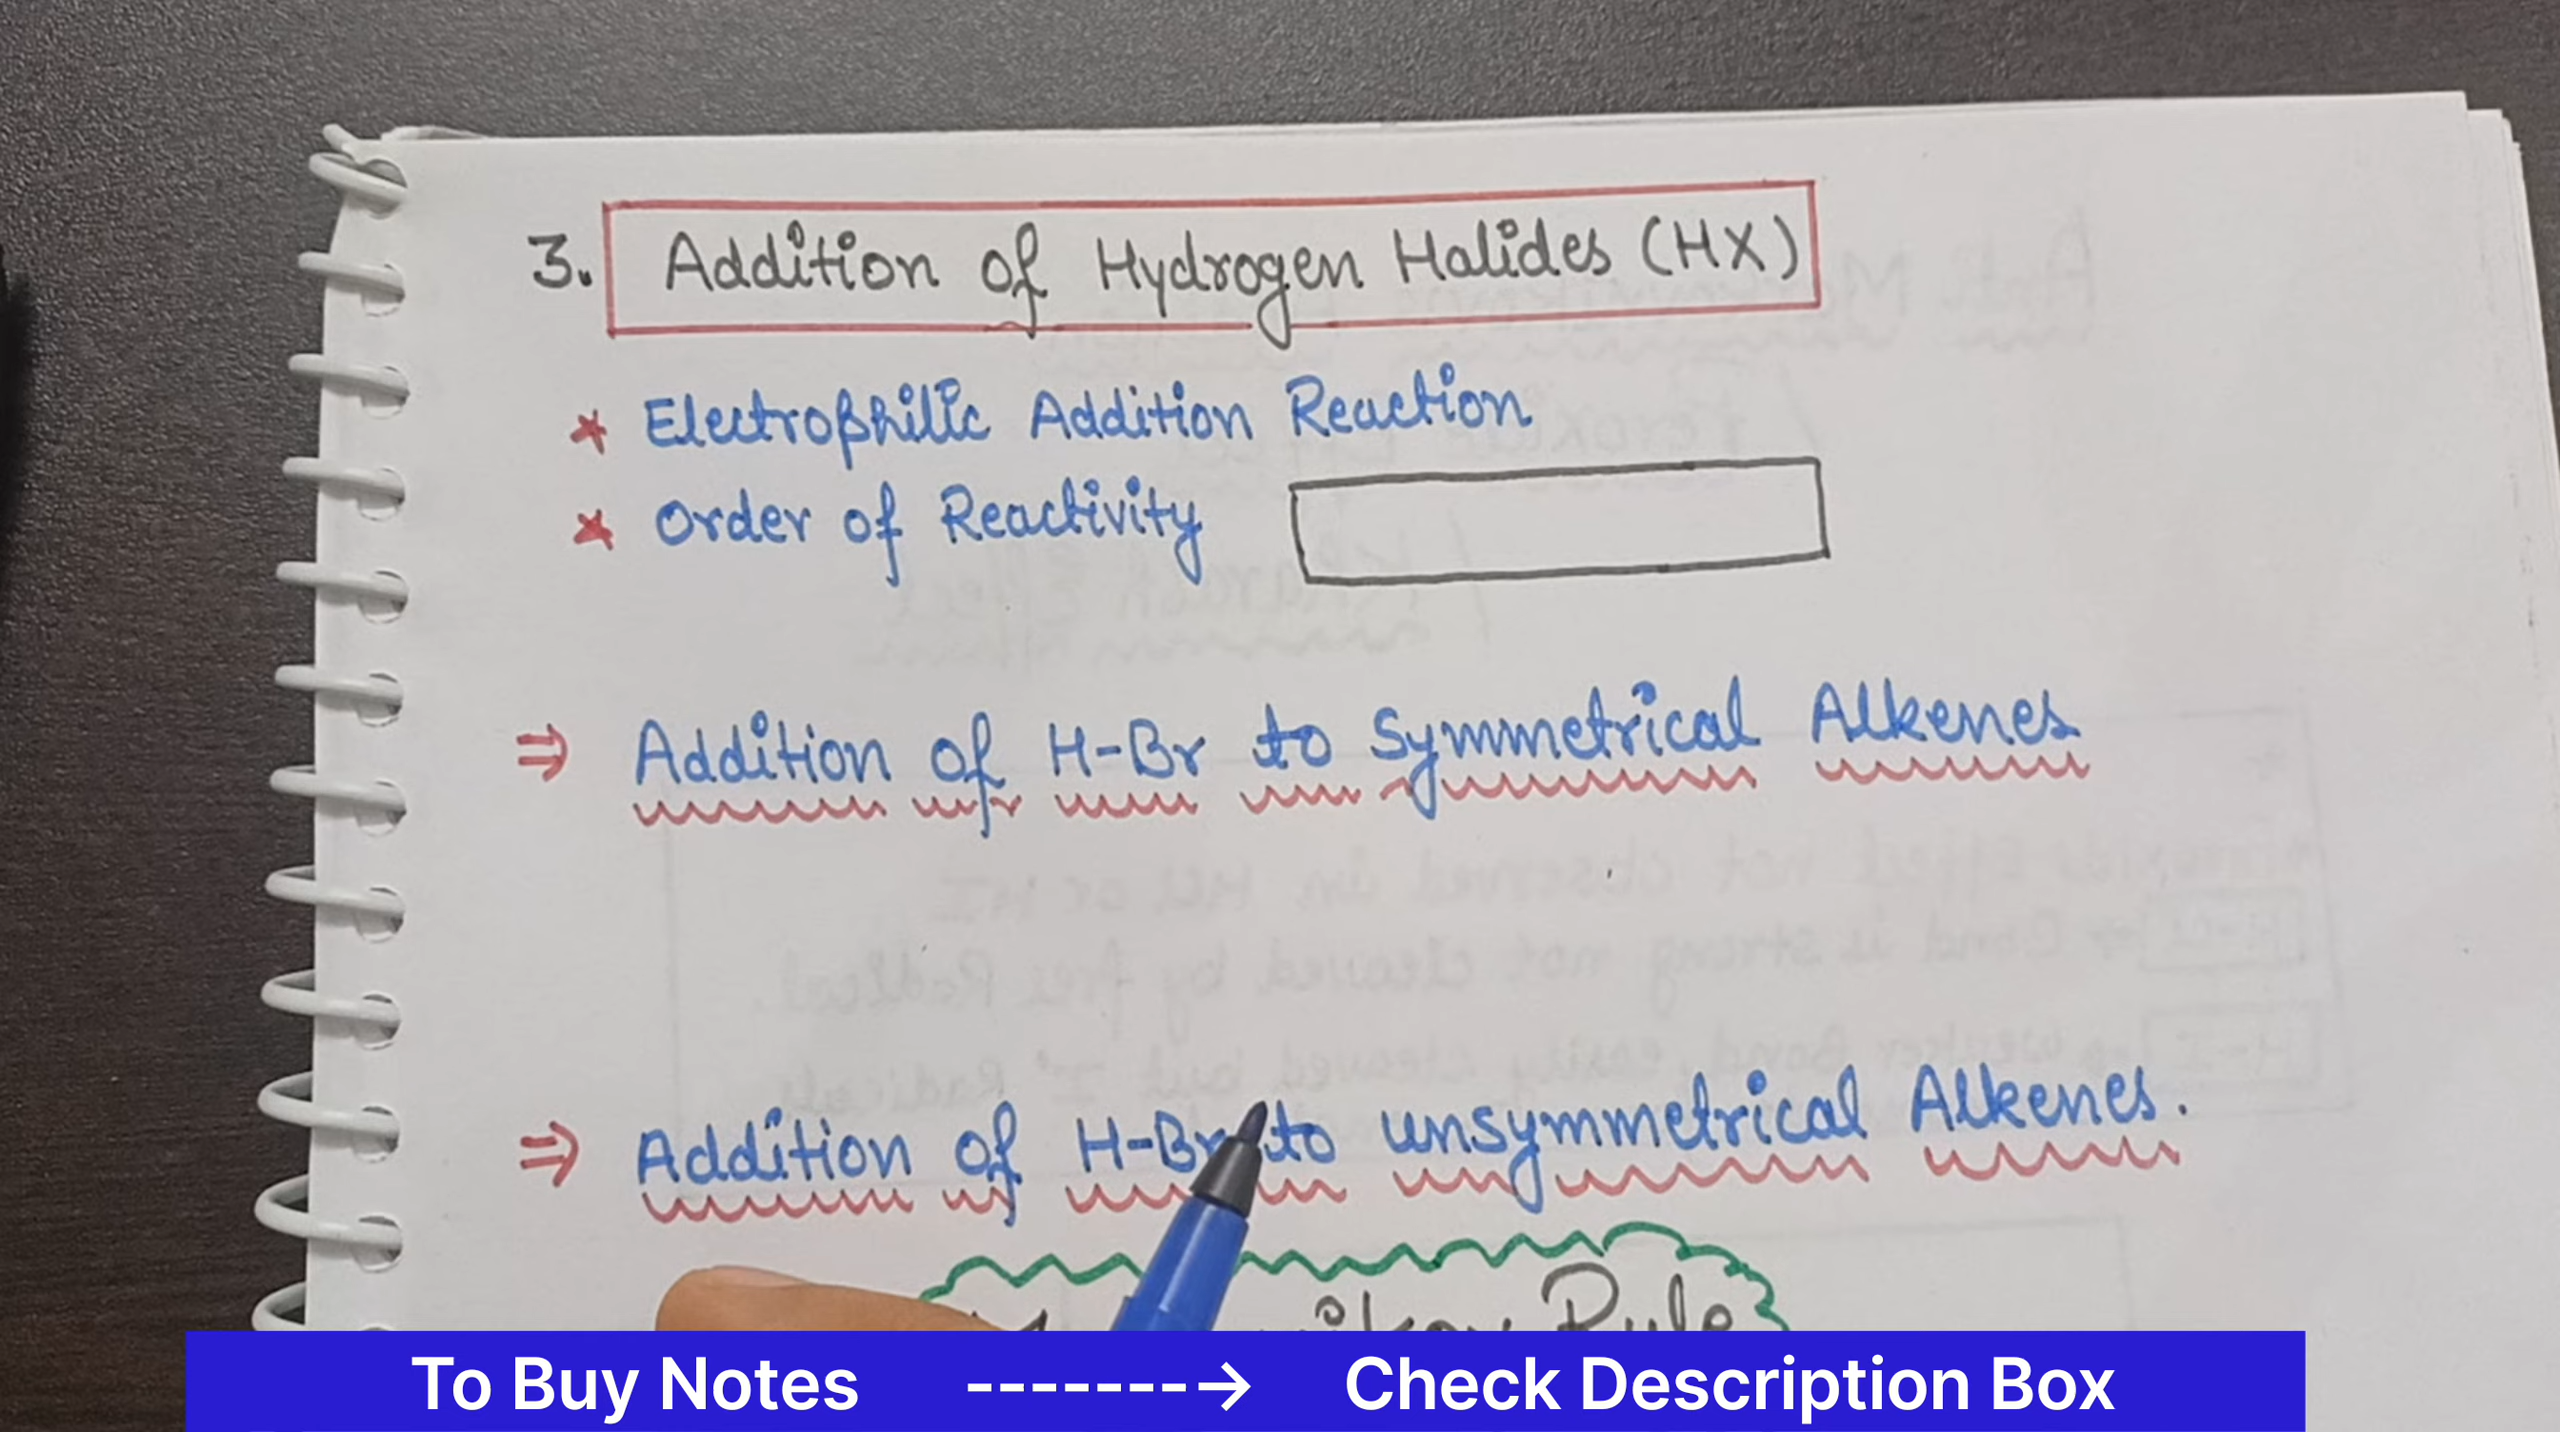 3. Addition of Hydrogen Halides (HX)
* Electrophilic Addition Reaction
* Order of Reactivity
⇒ Addition of H-Br to Symmetrical Alkenes
⇒ Addition of H-Br to unsymmetrical Alkenes.
Rule
To Buy Notes -------→ Check Description Box